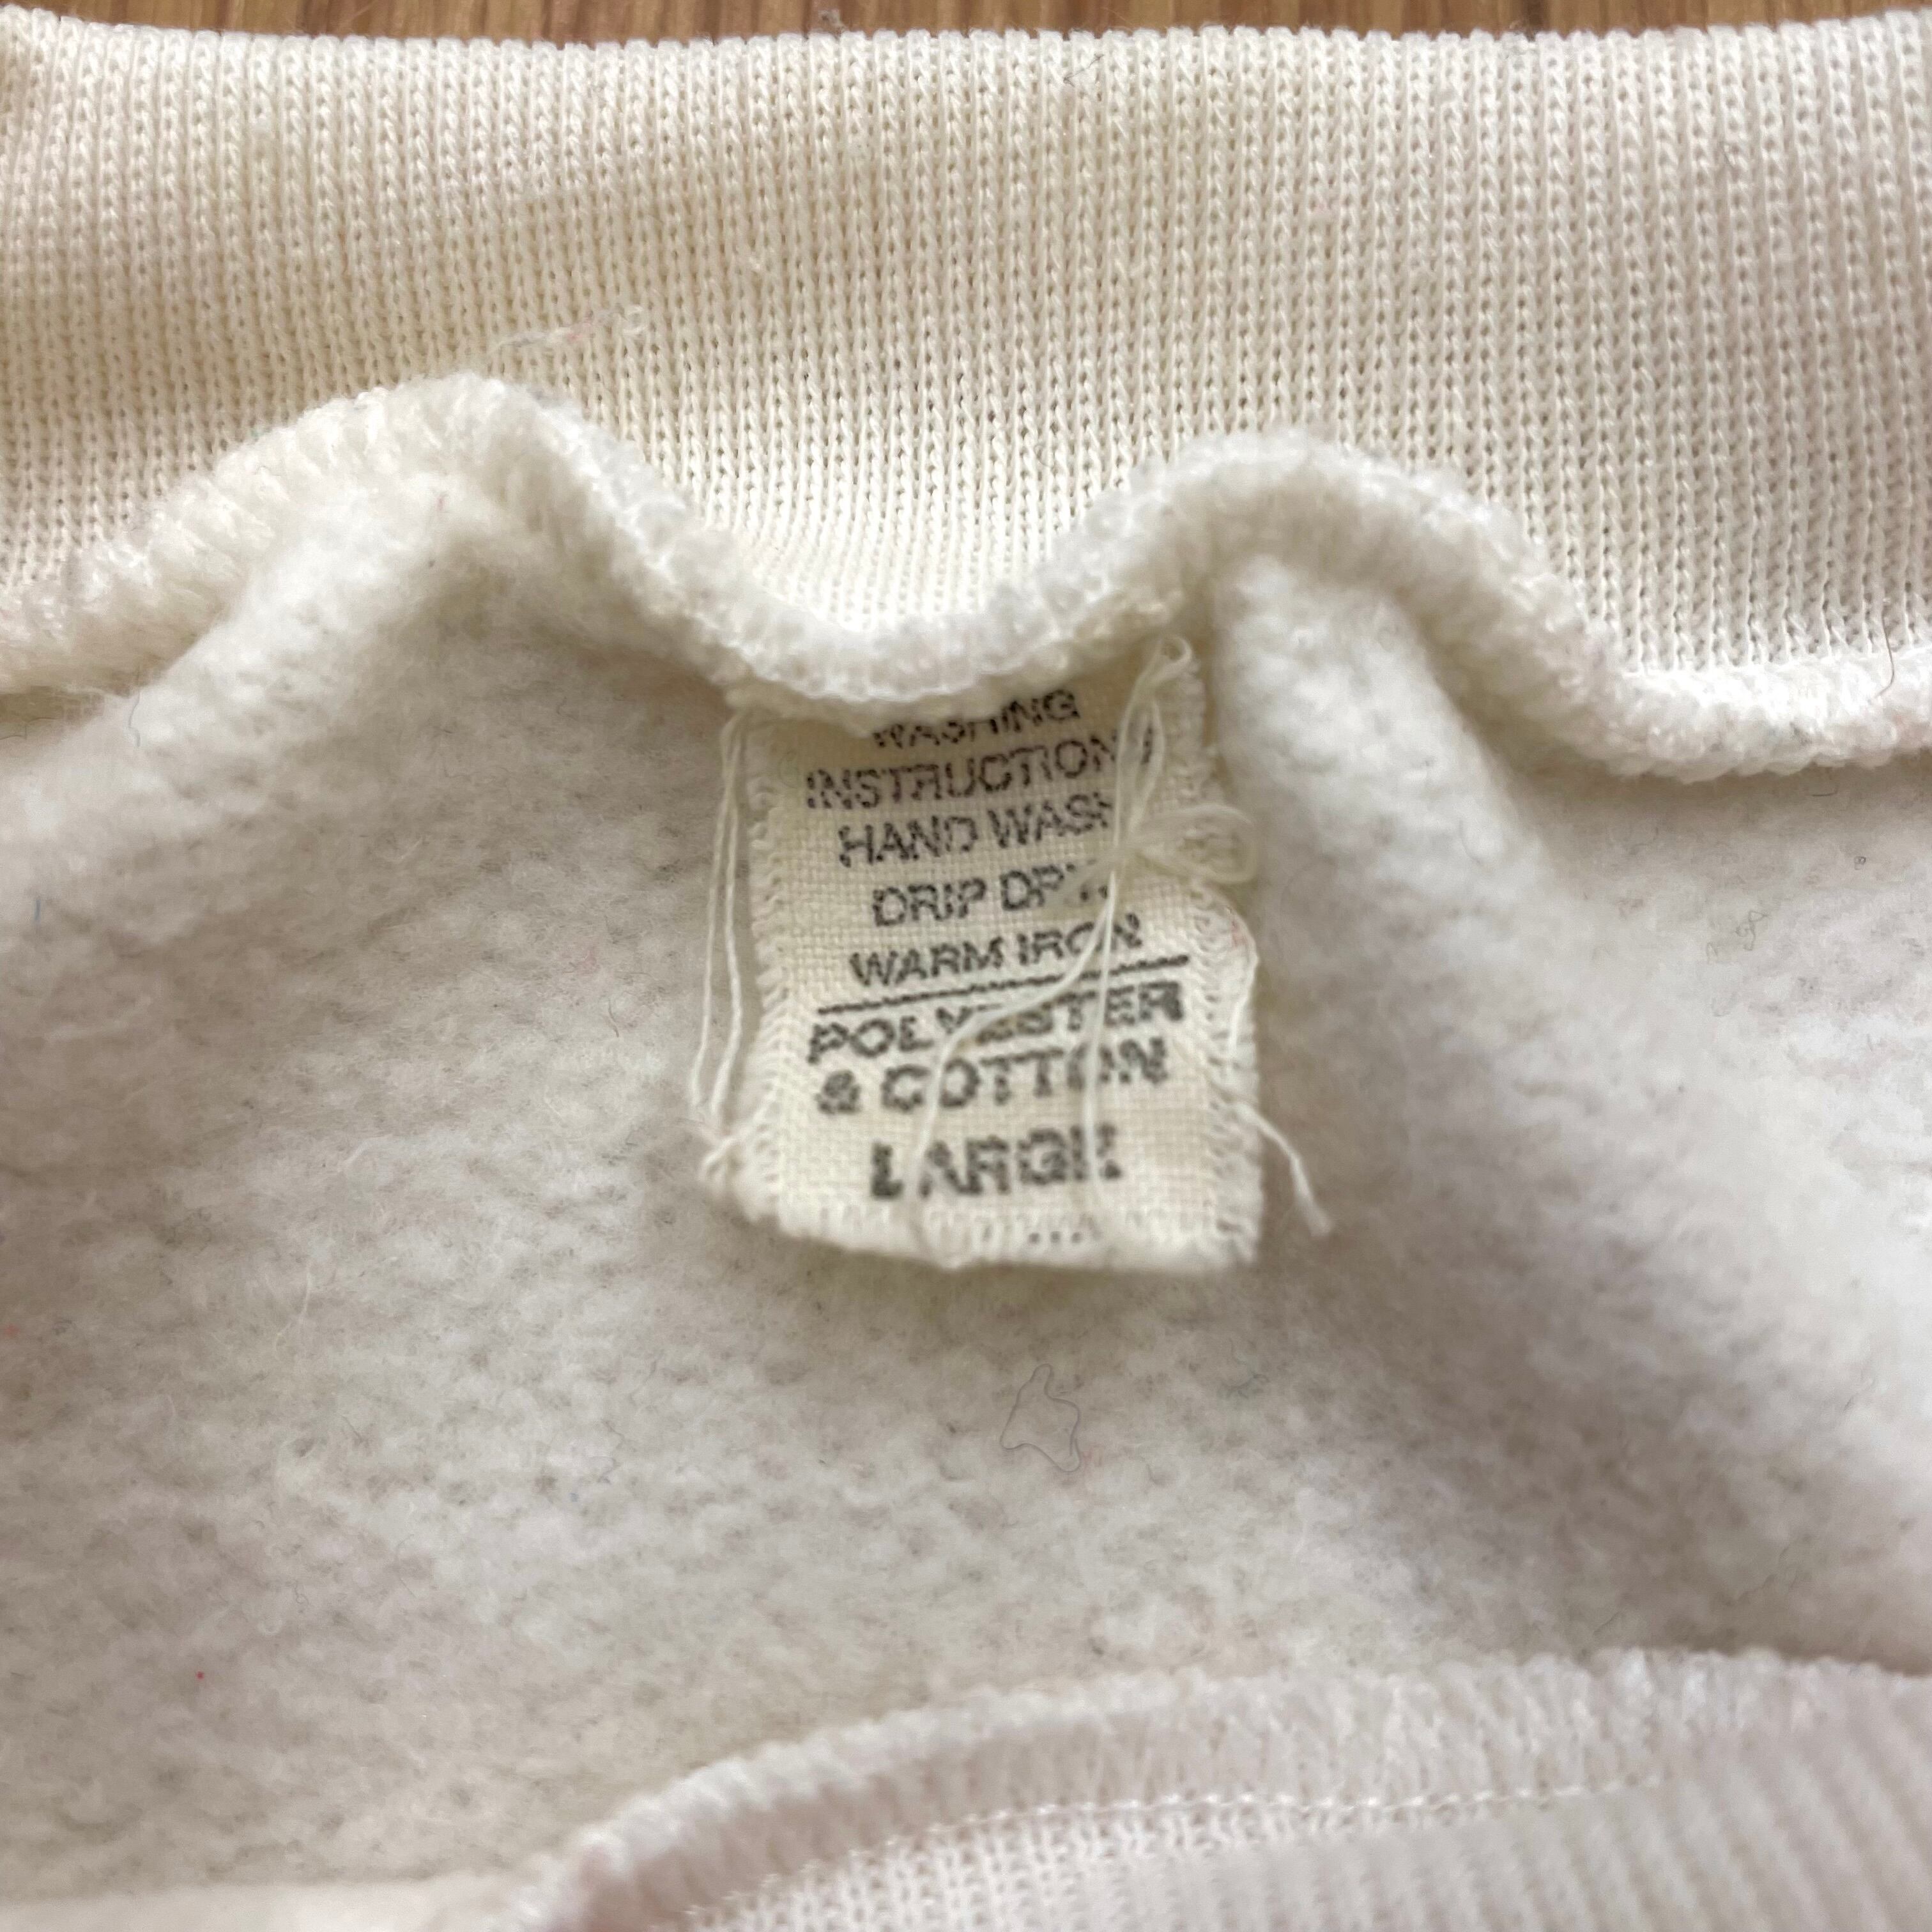 WASHING
INSTRUCTIONS
HAND WASH
DRIP DRY
WARM IRON
POLYESTER
& COTTON
LARGE